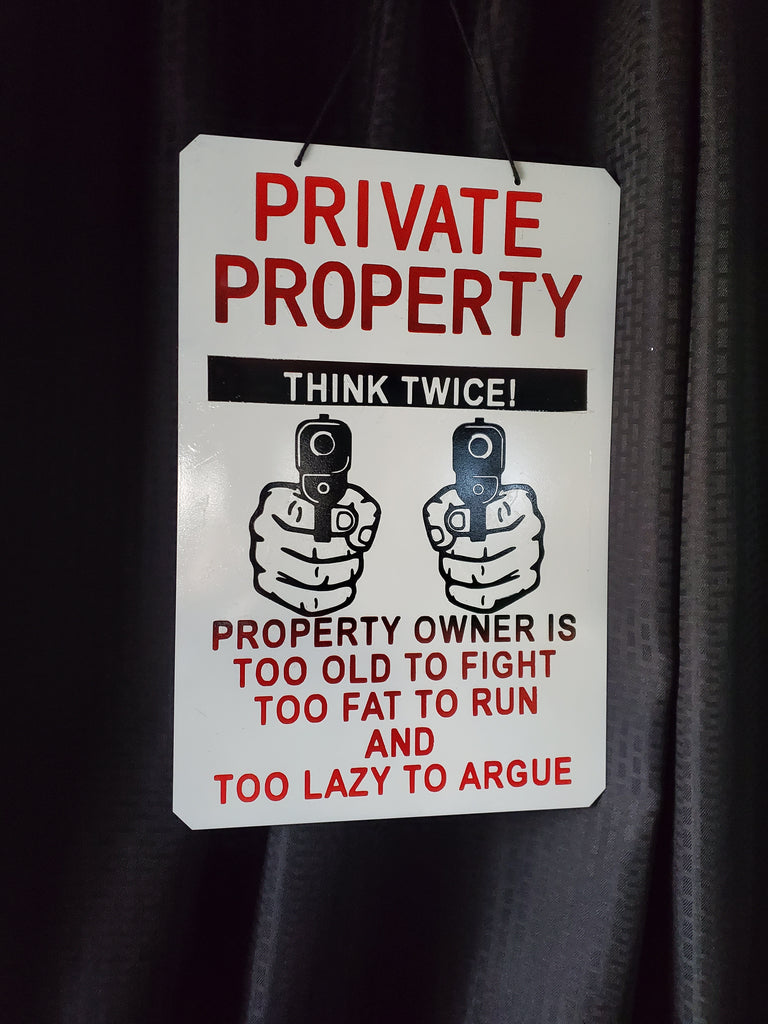 PRIVATE
PROPERTY
THINK TWICE!
PROPERTY OWNER IS
TOO OLD TO FIGHT
TOO FAT TO RUN
AND
TOO LAZY TO ARGUE